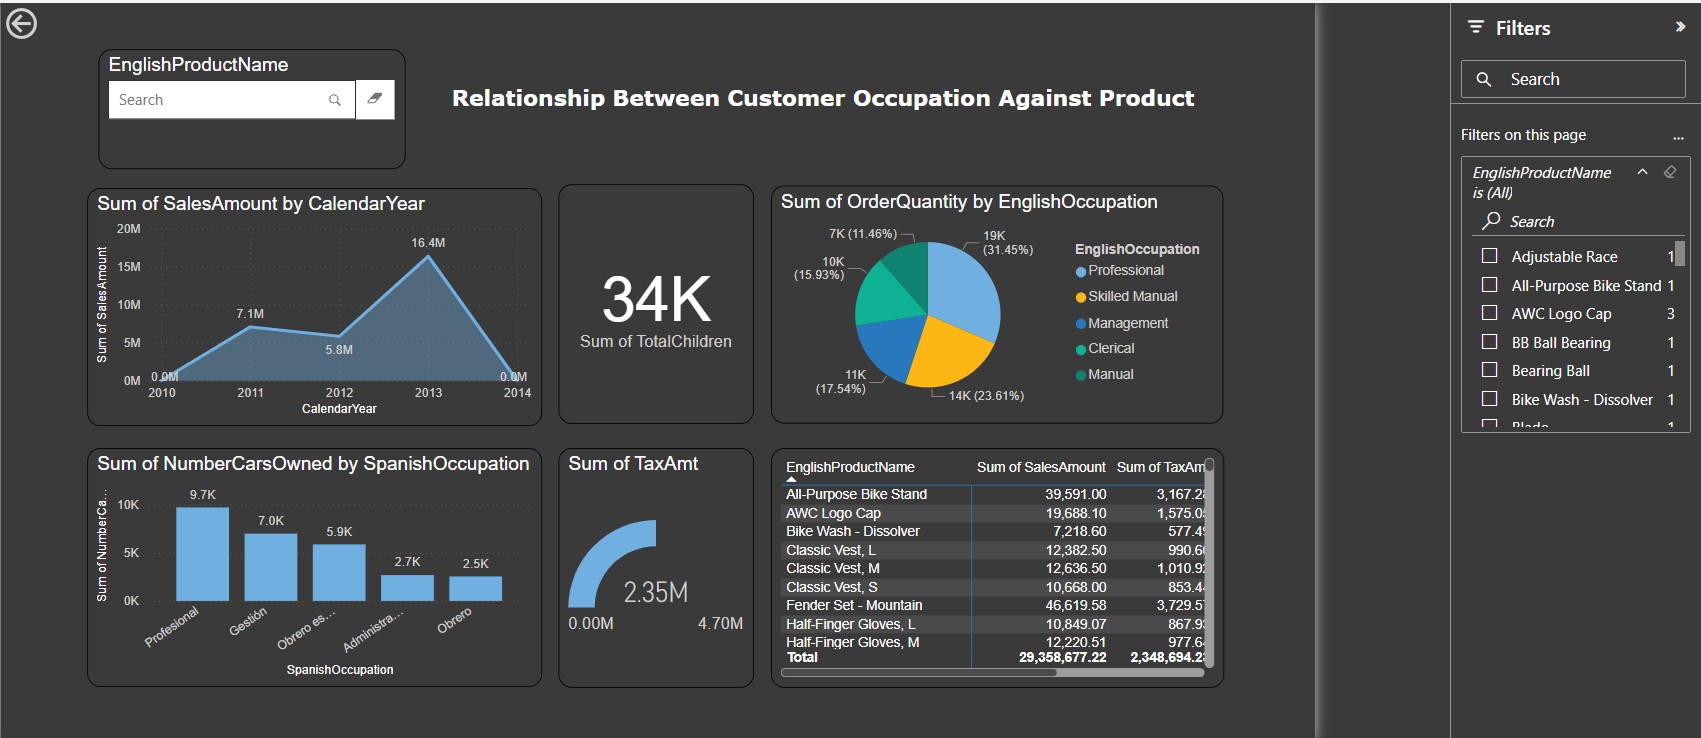 EnglishProductName
Search
Relationship Between Customer Occupation Against Product
Sum of SalesAmount by CalendarYear
Sum of SalesAmount
20M
15M
10M
5M
0M
0.0M
7.1M
5.8M
16.4M
0.0M
2010 2011 2012 2013 2014
CalendarYear
34K
Sum of TotalChildren
Sum of OrderQuantity by EnglishOccupation
19K
(31.45%)
14K (23.61%)
11K
(17.54%)
10K
(15.93%)
7K (11.46%)
EnglishOccupation
Professional
Skilled Manual
Management
Clerical
Manual
Sum of NumberCarsOwned by SpanishOccupation
Sum of NumberCa...
10K
5K
0K
9.7K
7.0K
5.9K
2.7K
2.5K
Profesional
Gestión
Obrero es...
Administra...
Obrero
SpanishOccupation
Sum of TaxAmt
2.35M
0.00M 4.70M
EnglishProductName Sum of SalesAmount Sum of TaxAm
All-Purpose Bike Stand 39,591.00 3,167.28
AWC Logo Cap 19,688.10 1,575.05
Bike Wash - Dissolver 7,218.60 577.49
Classic Vest, L 12,382.50 990.60
Classic Vest, M 12,636.50 1,010.92
Classic Vest, S 10,668.00 853.44
Fender Set - Mountain 46,619.58 3,729.57
Half-Finger Gloves, L 10,849.07 867.93
Half-Finger Gloves, M 12,220.51 977.64
Total 29,358,677.22 2,348,694.23
Filters
Search
Filters on this page
...
EnglishProductName
is (All)
Search
Adjustable Race 1
All-Purpose Bike Stand 1
AWC Logo Cap 3
BB Ball Bearing 1
Bearing Ball 1
Bike Wash - Dissolver 1
Blade 1